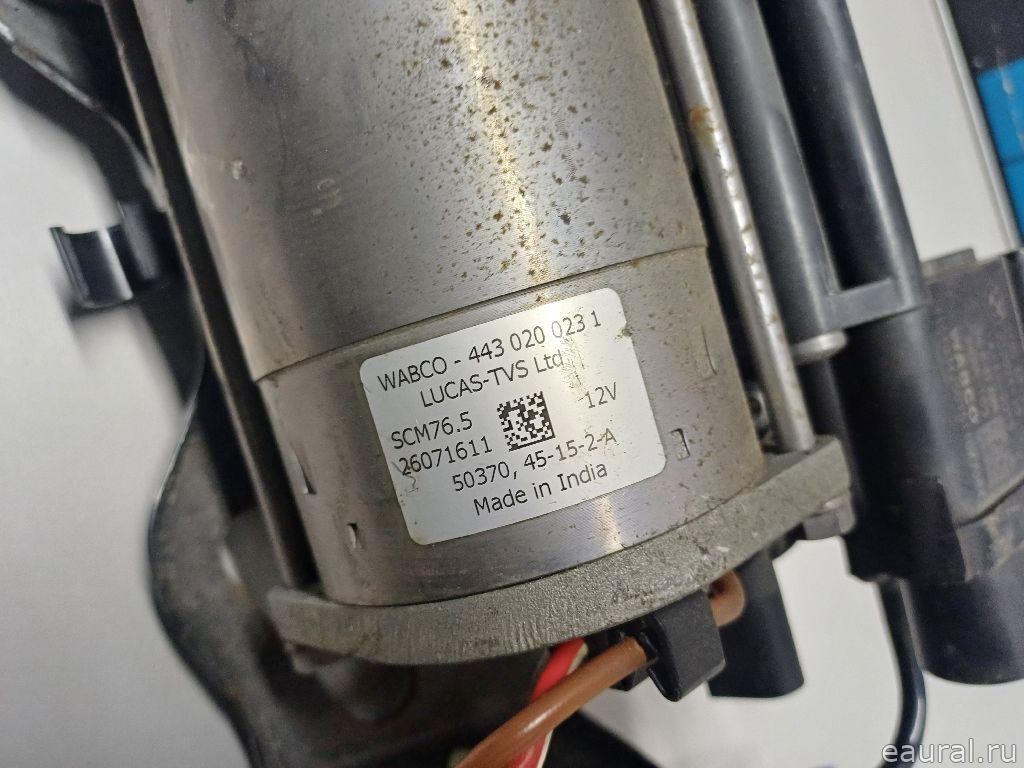 WABCO - 443 020 023 1
LUCAS-TVS Ltd.
SCM76.5
12V
26071611
50370, 45-15-2-A
Made in India
eaural.ru